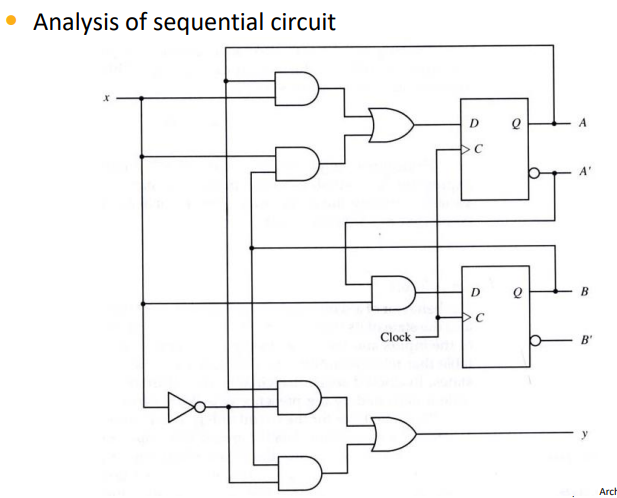 • Analysis of sequential circuit
x
D Q A
C
A'
D Q B
C
Clock
B'
y
Arch